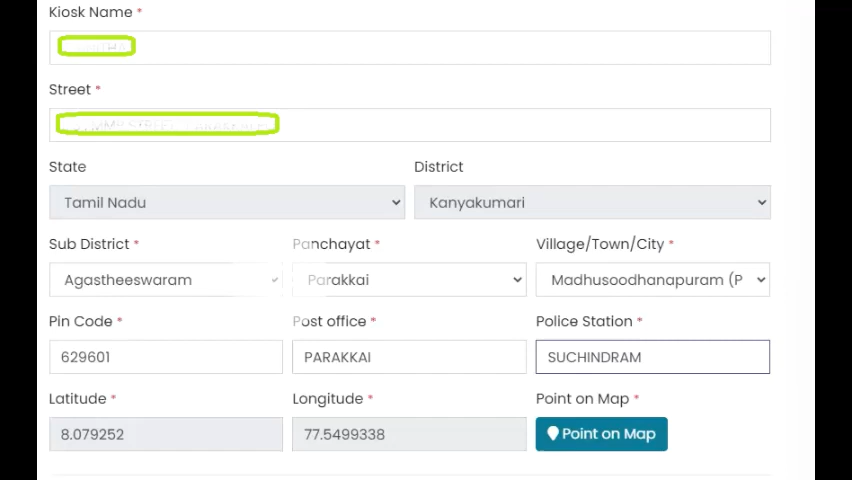 Kiosk Name *
Street *
State District
Tamil Nadu Kanyakumari
Sub District * Panchayat * Village/Town/City *
Agastheeswaram Parakkai Madhusoodhanapuram (P
Pin Code * Post office * Police Station *
629601 PARAKKAI SUCHINDRAM
Latitude * Longitude * Point on Map *
8.079252 77.5499338 Point on Map